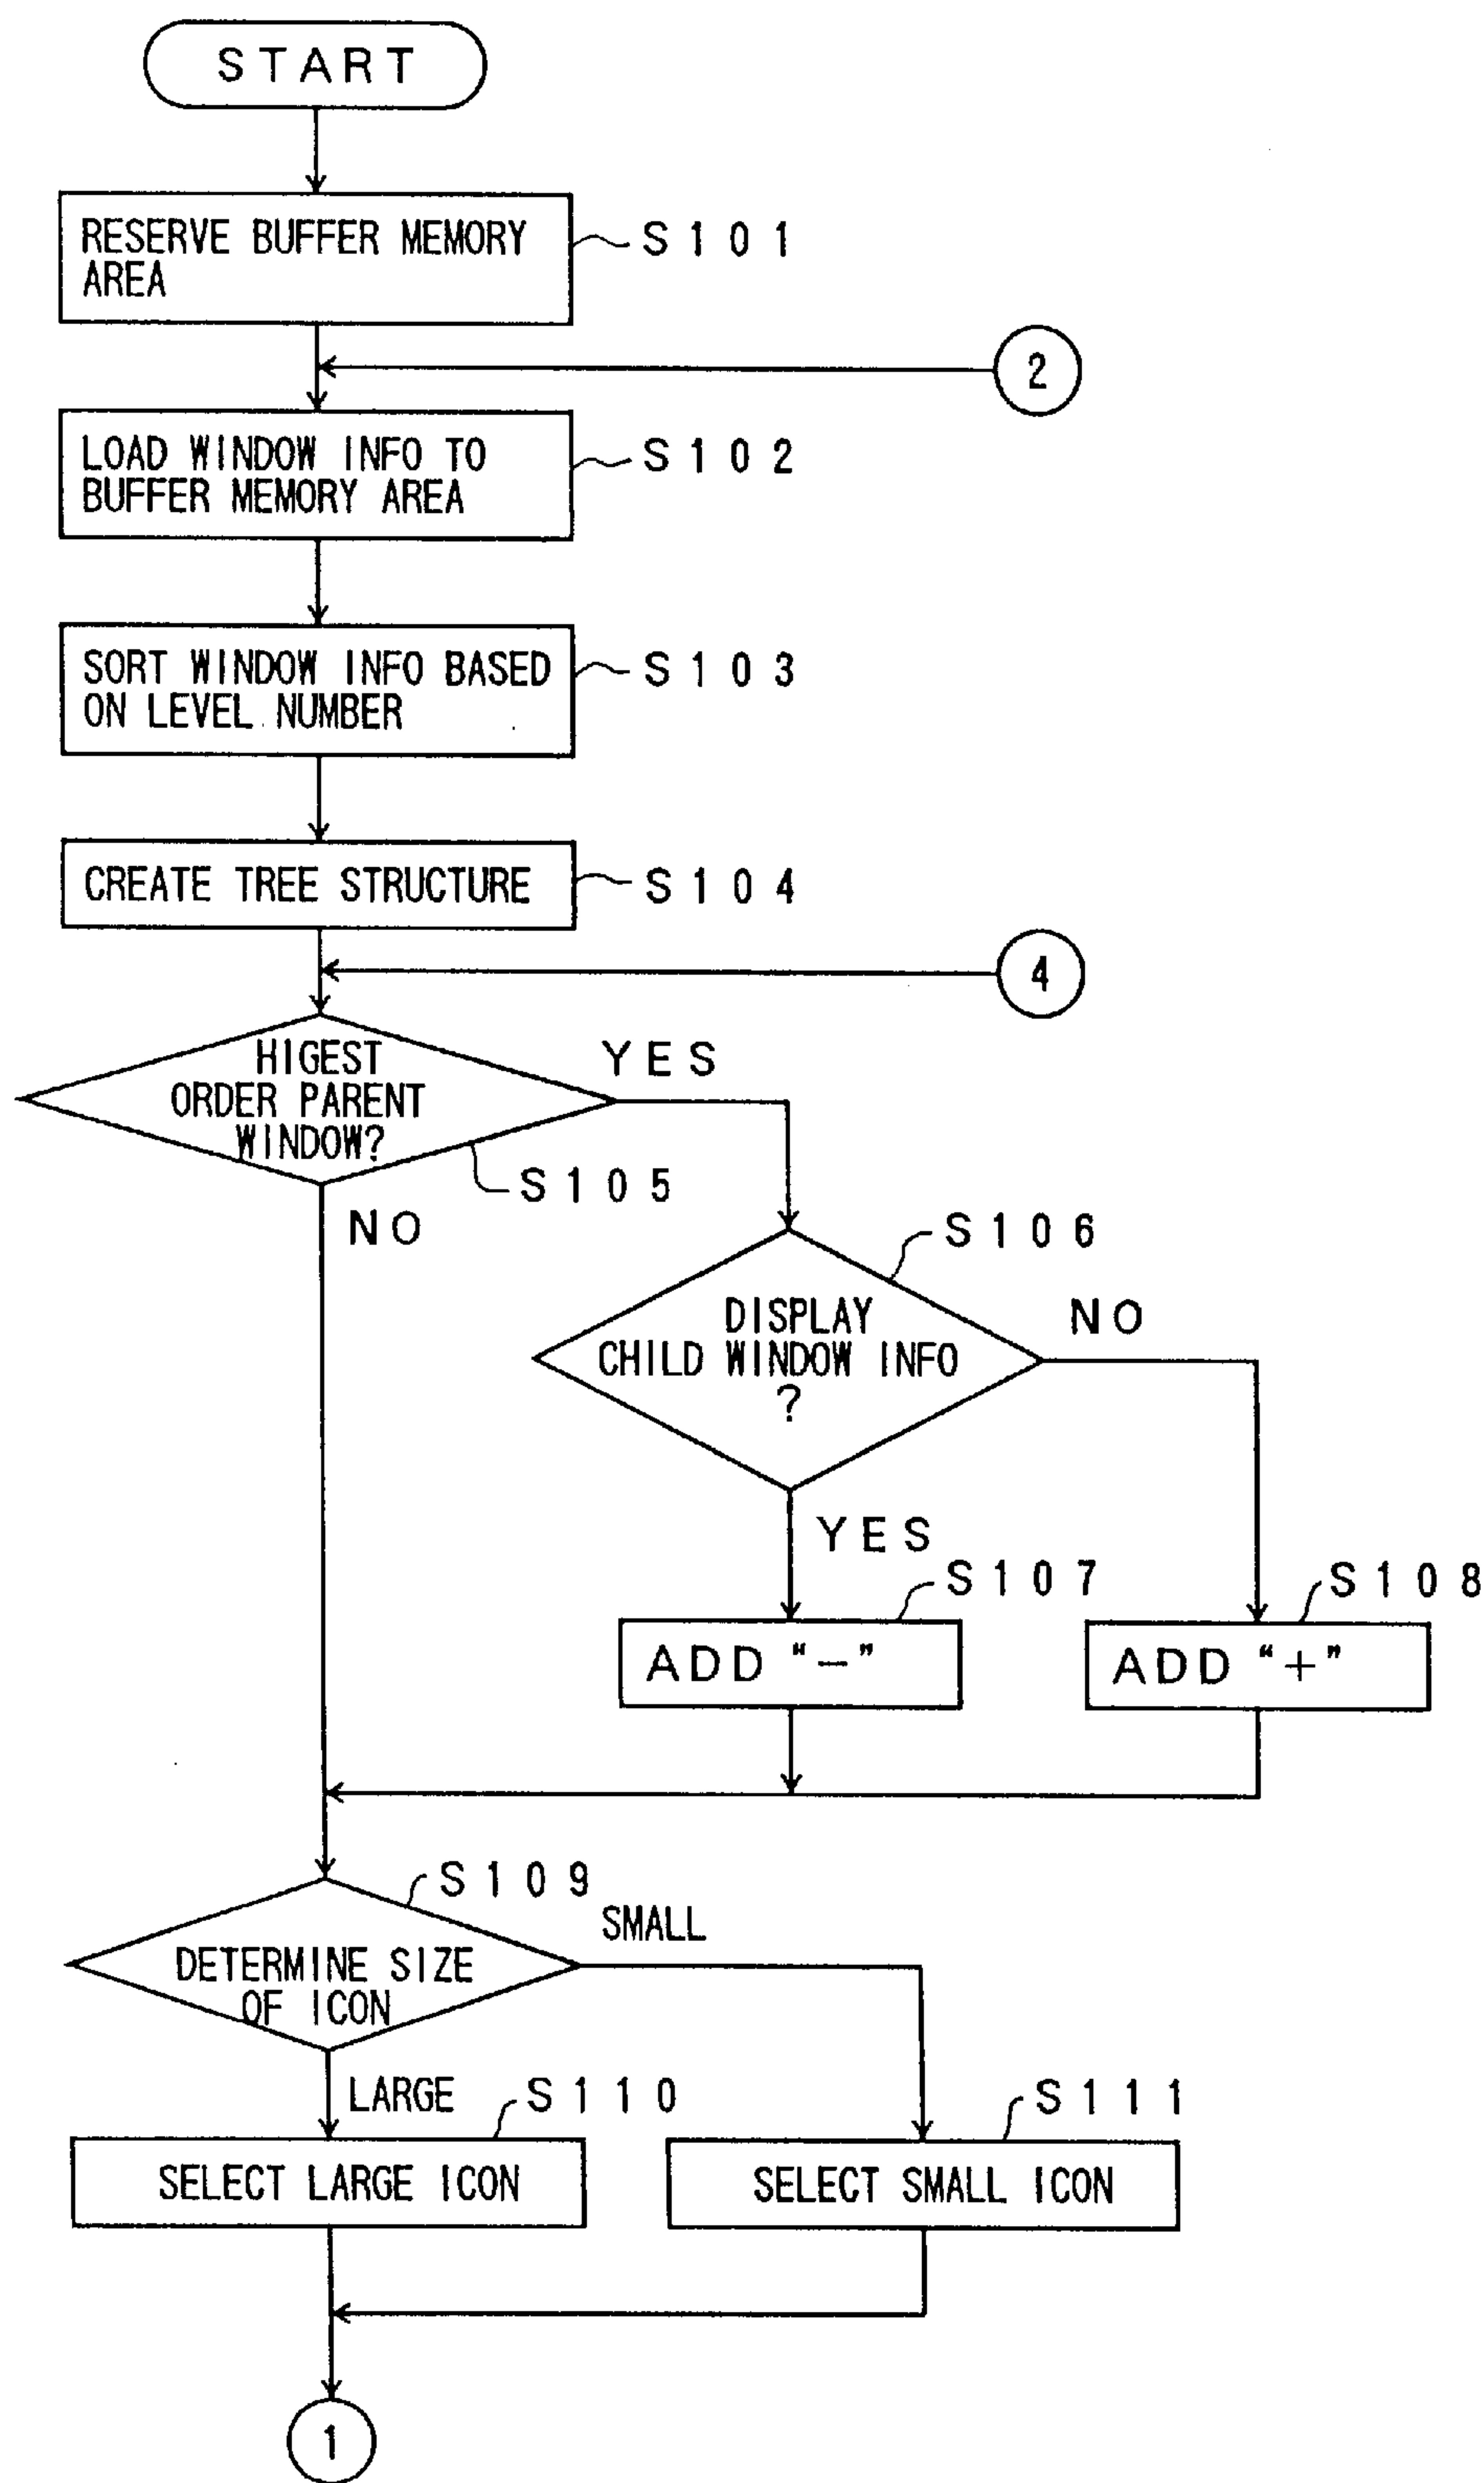 START
RESERVE BUFFER MEMORY
AREA
S101
2
LOAD WINDOW INFO TO
BUFFER MEMORY AREA
S102
SORT WINDOW INFO BASED
ON LEVEL NUMBER
S103
CREATE TREE STRUCTURE
S104
4
HIGEST
ORDER PARENT
WINDOW?
YES
S105
NO
S106
DISPLAY
CHILD WINDOW INFO
?
NO
YES
S107
S108
ADD “−”
ADD “+”
S109
SMALL
DETERMINE SIZE
OF ICON
LARGE
S110
S111
SELECT LARGE ICON
SELECT SMALL ICON
1